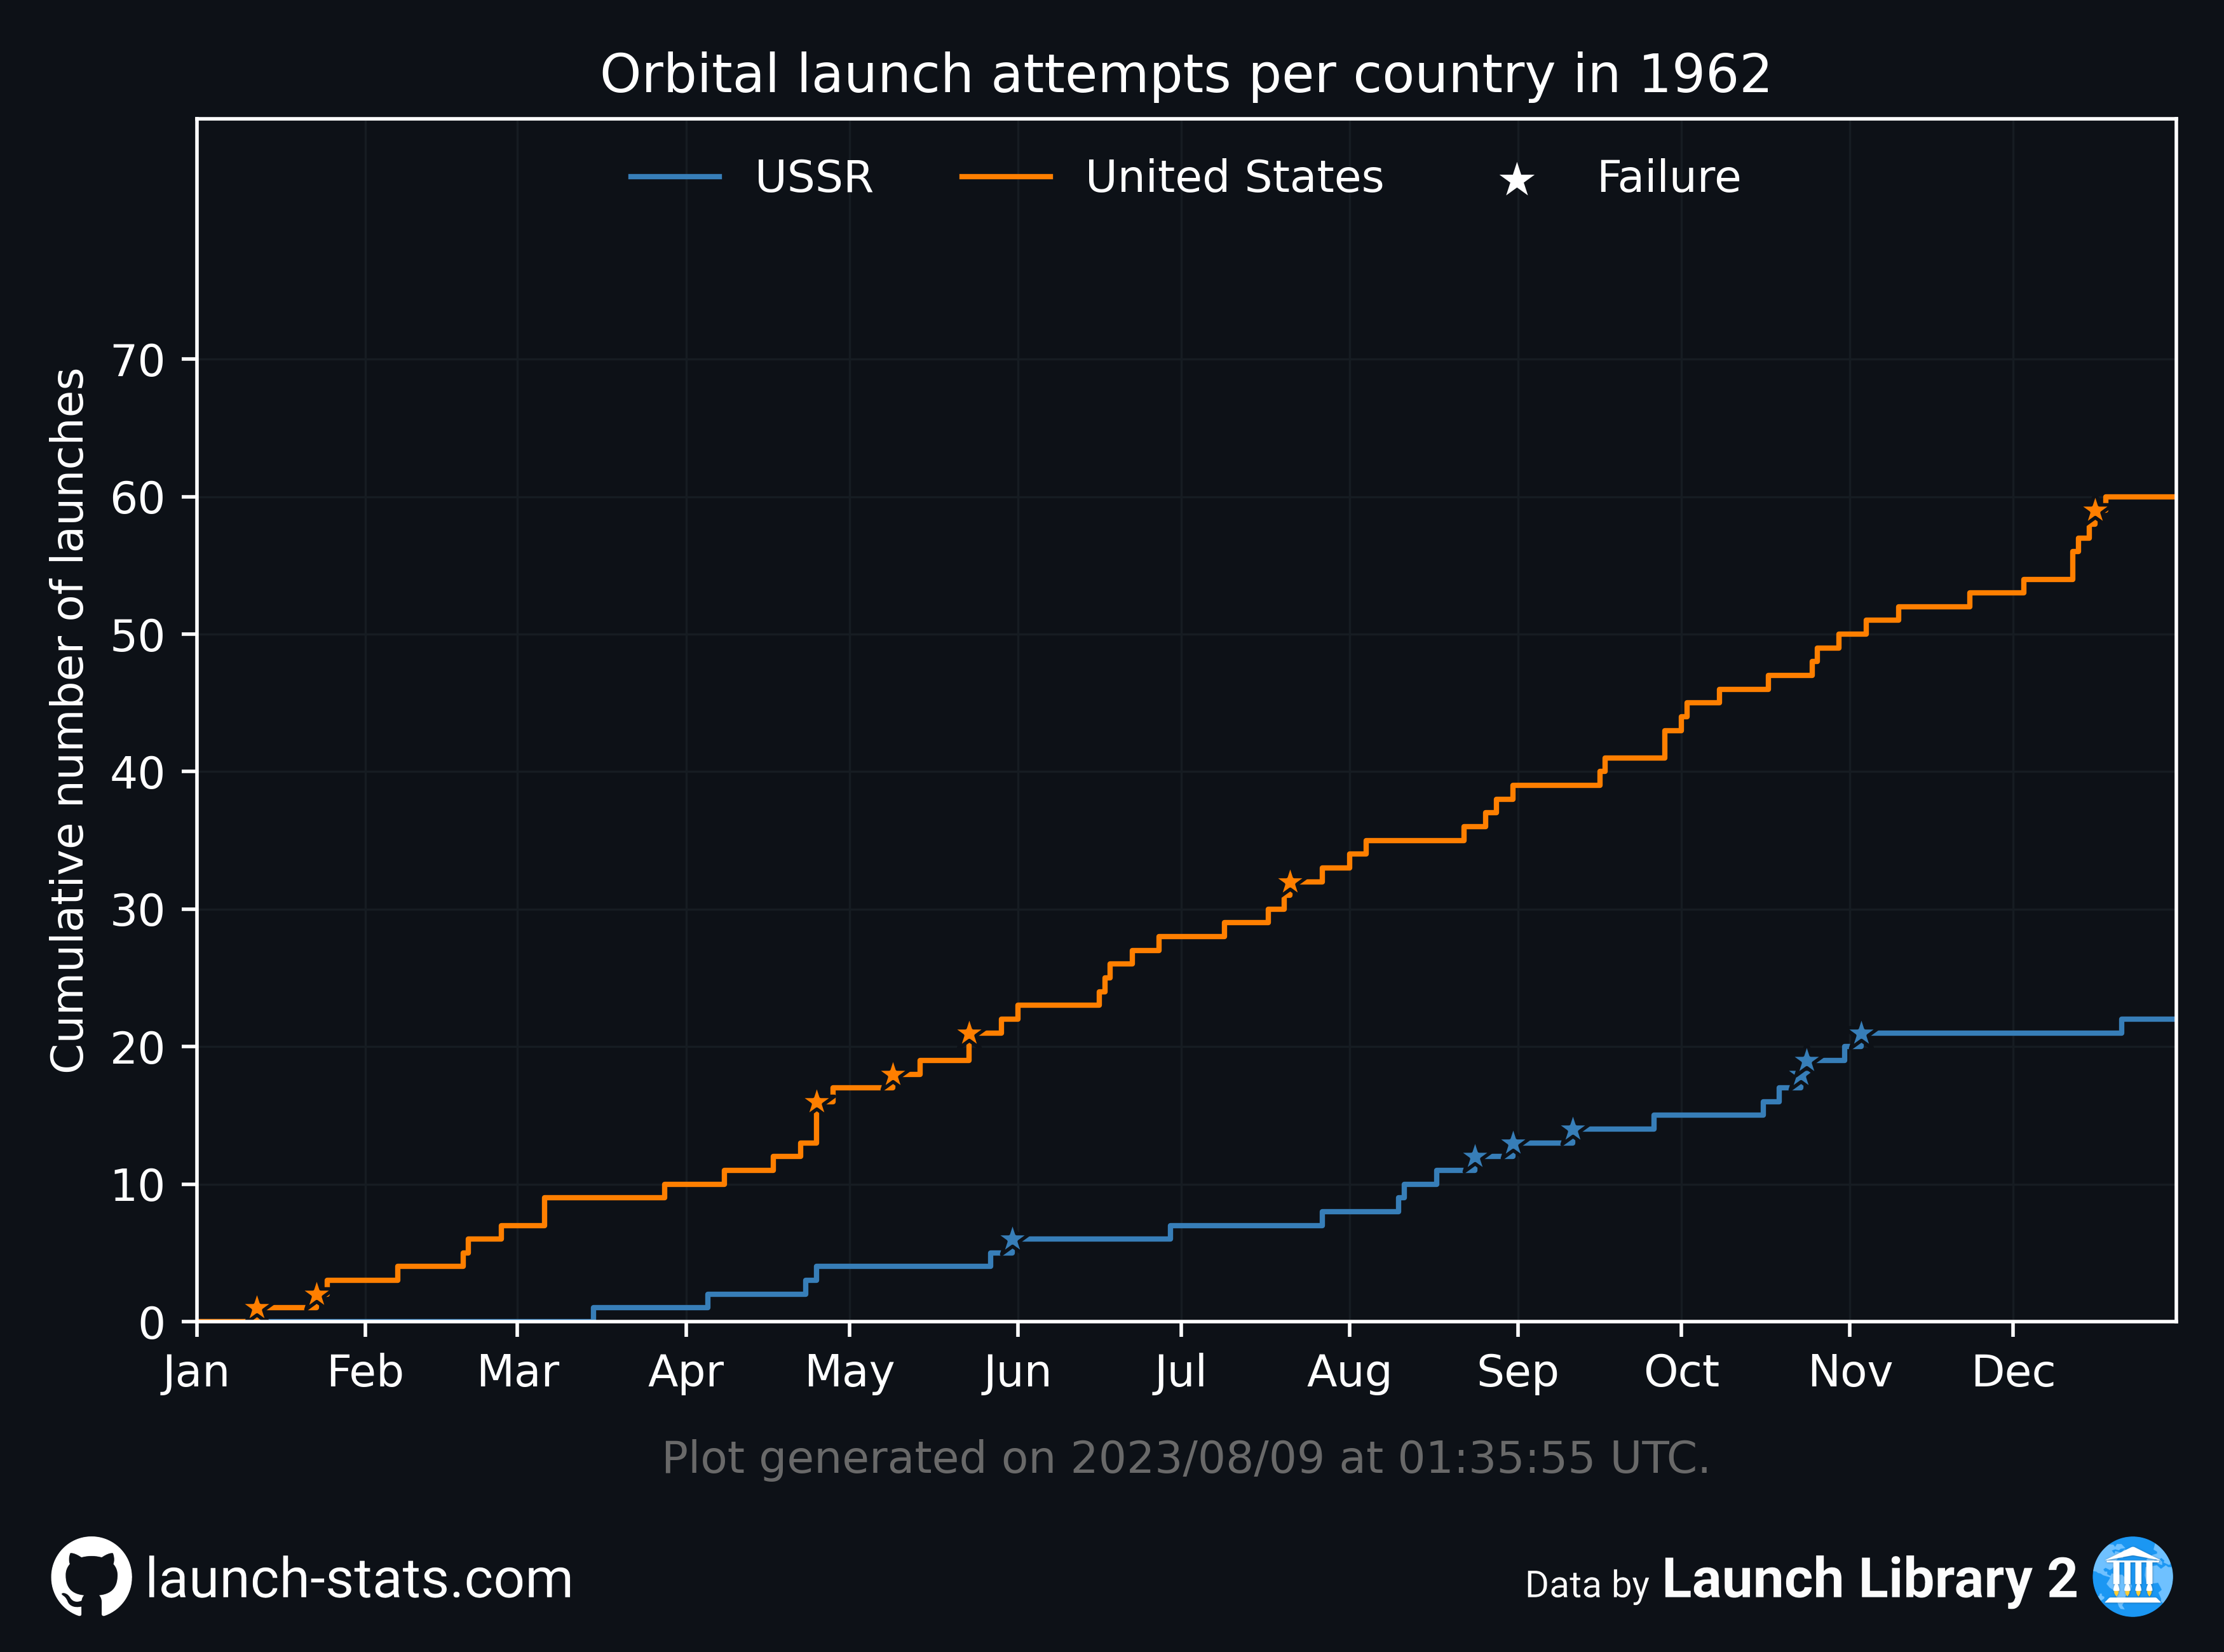 Orbital launch attempts per country in 1962
USSR United States Failure
Cumulative number of launches
70
60
50
40
30
20
10
0
Jan Feb Mar Apr May Jun Jul Aug Sep Oct Nov Dec
Plot generated on 2023/08/09 at 01:35:55 UTC.
launch-stats.com
Data by Launch Library 2